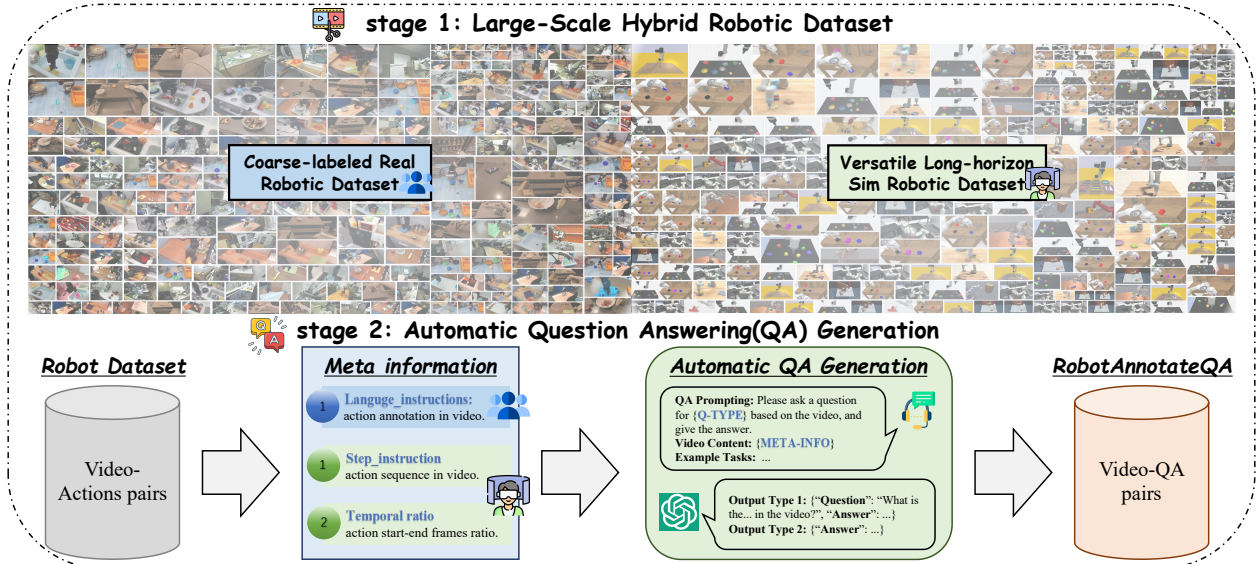 stage 1: Large-Scale Hybrid Robotic Dataset
Coarse-labeled Real
Robotic Dataset
Versatile Long-horizon
Sim Robotic Dataset
stage 2: Automatic Question Answering(QA) Generation
Robot Dataset
Video-
Actions pairs
Meta information
1
Languge_instructions:
action annotation in video.
1
Step_instruction
action sequence in video.
2
Temporal ratio
action start-end frames ratio.
Automatic QA Generation
QA Prompting: Please ask a question
for {Q-TYPE} based on the video, and
give the answer.
Video Content: {META-INFO}
Example Tasks: ...
Output Type 1: {“Question”: “What is
the... in the video?”, “Answer”: ...}
Output Type 2: {“Answer”: ...}
RobotAnnotateQA
Video-QA
pairs